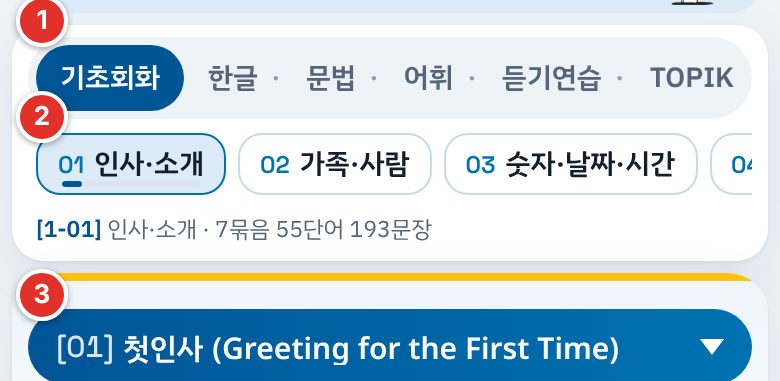 1
기초회화 한글 · 문법 · 어휘 · 듣기연습 · TOPIK
2
01 인사·소개 02 가족·사람 03 숫자·날짜·시간 04
[1-01] 인사·소개 · 7묶음 55단어 193문장
3
[01] 첫인사 (Greeting for the First Time)